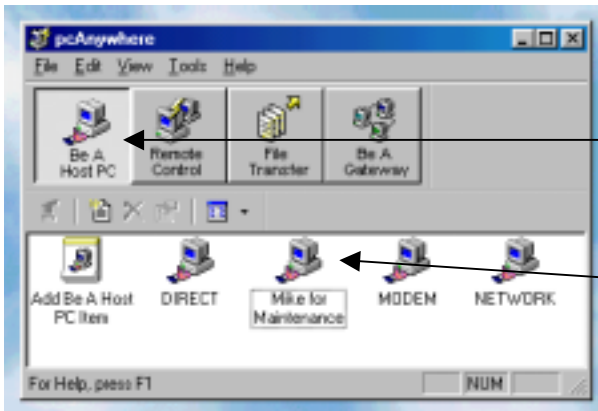 pcAnywhere
File Edit View Tools Help
Be A
Host PC
Remote
Control
File
Transfer
Be A
Gateway
Add Be A Host
PC Item
DIRECT
Mike for
Maintenance
MODEM
NETWORK
For Help, press F1
NUM